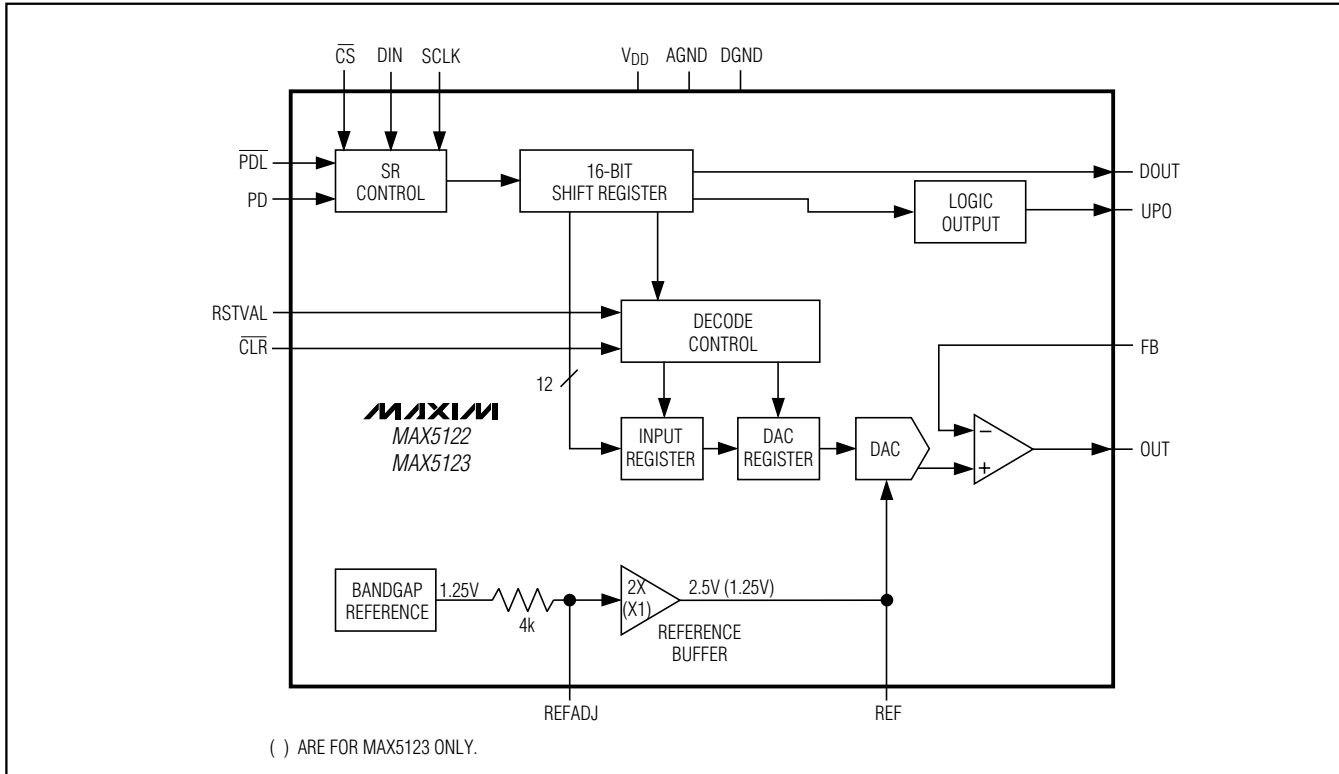 CS DIN SCLK VDD AGND DGND
PDL
PD
SR
CONTROL
16-BIT
SHIFT REGISTER
DOUT
LOGIC
OUTPUT
UPO
RSTVAL
CLR
DECODE
CONTROL
FB
12
MAXIM
MAX5122
MAX5123
INPUT
REGISTER
DAC
REGISTER
DAC
−
+
OUT
BANDGAP
REFERENCE
1.25V
4k
2X
(X1)
2.5V (1.25V)
REFERENCE
BUFFER
REFADJ
REF
( ) ARE FOR MAX5123 ONLY.